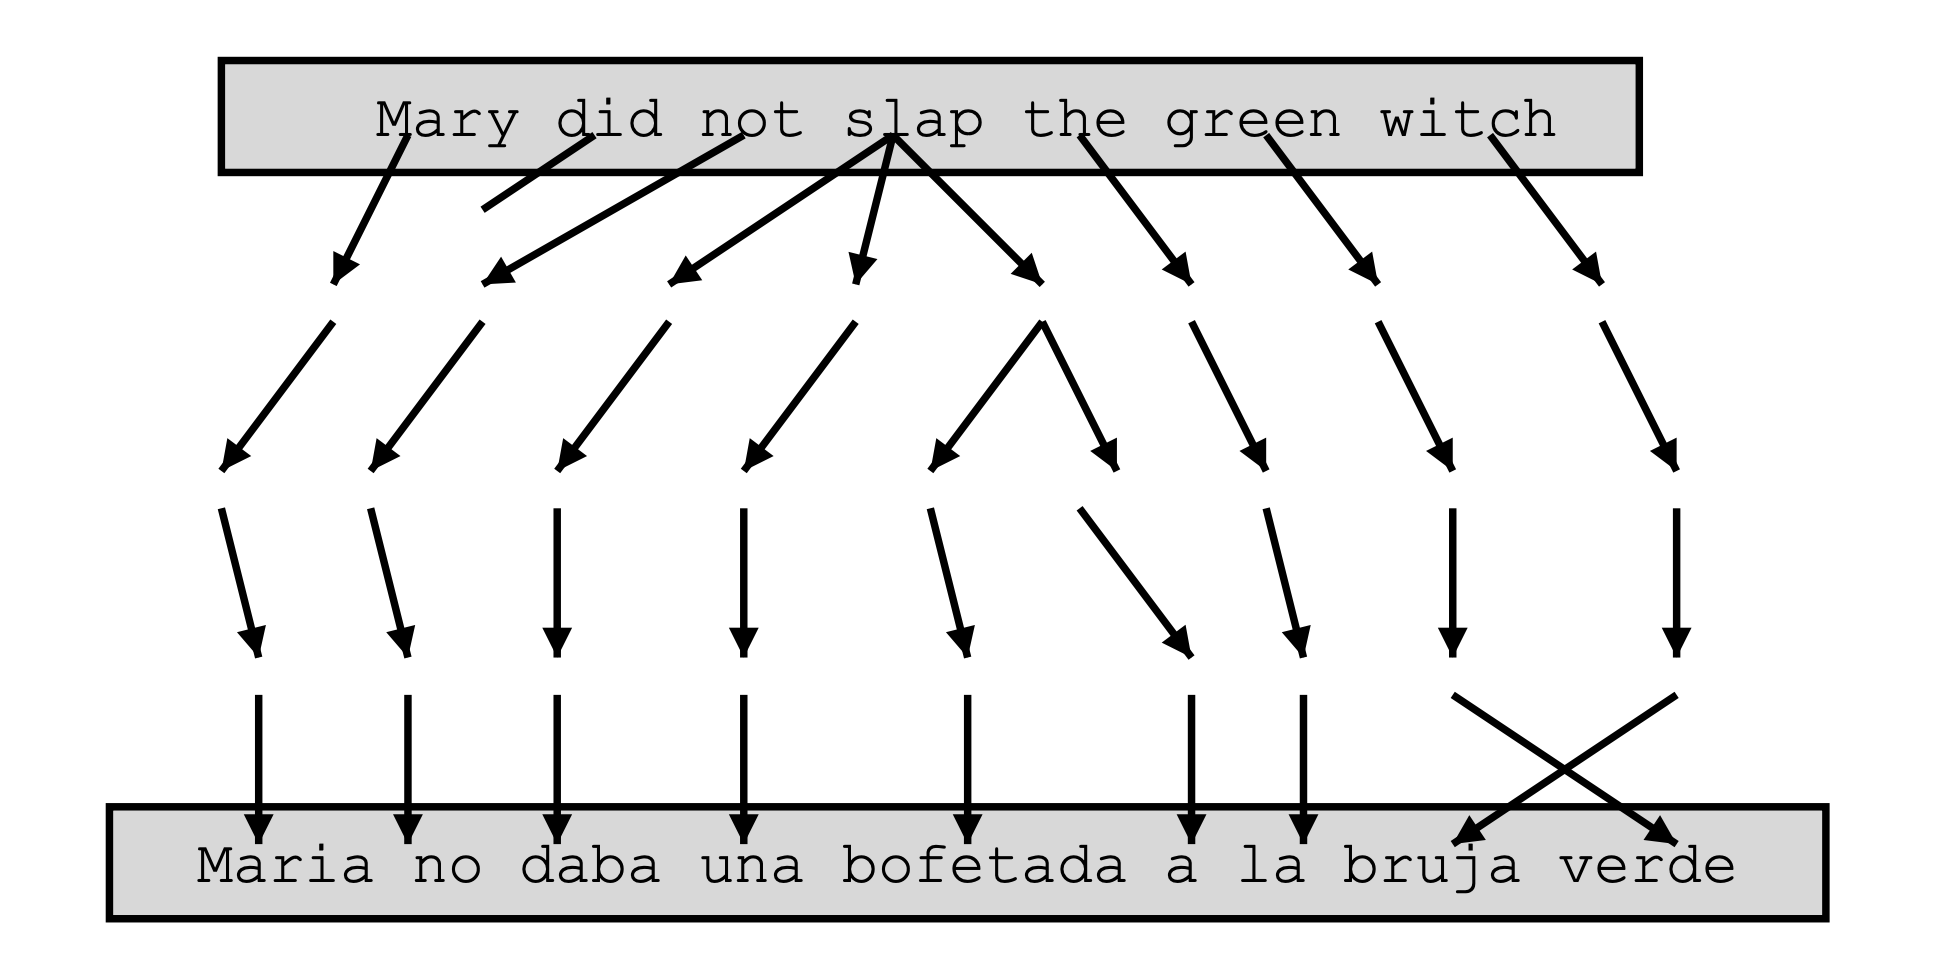 Mary did not slap the green witch
Maria no daba una bofetada a la bruja verde